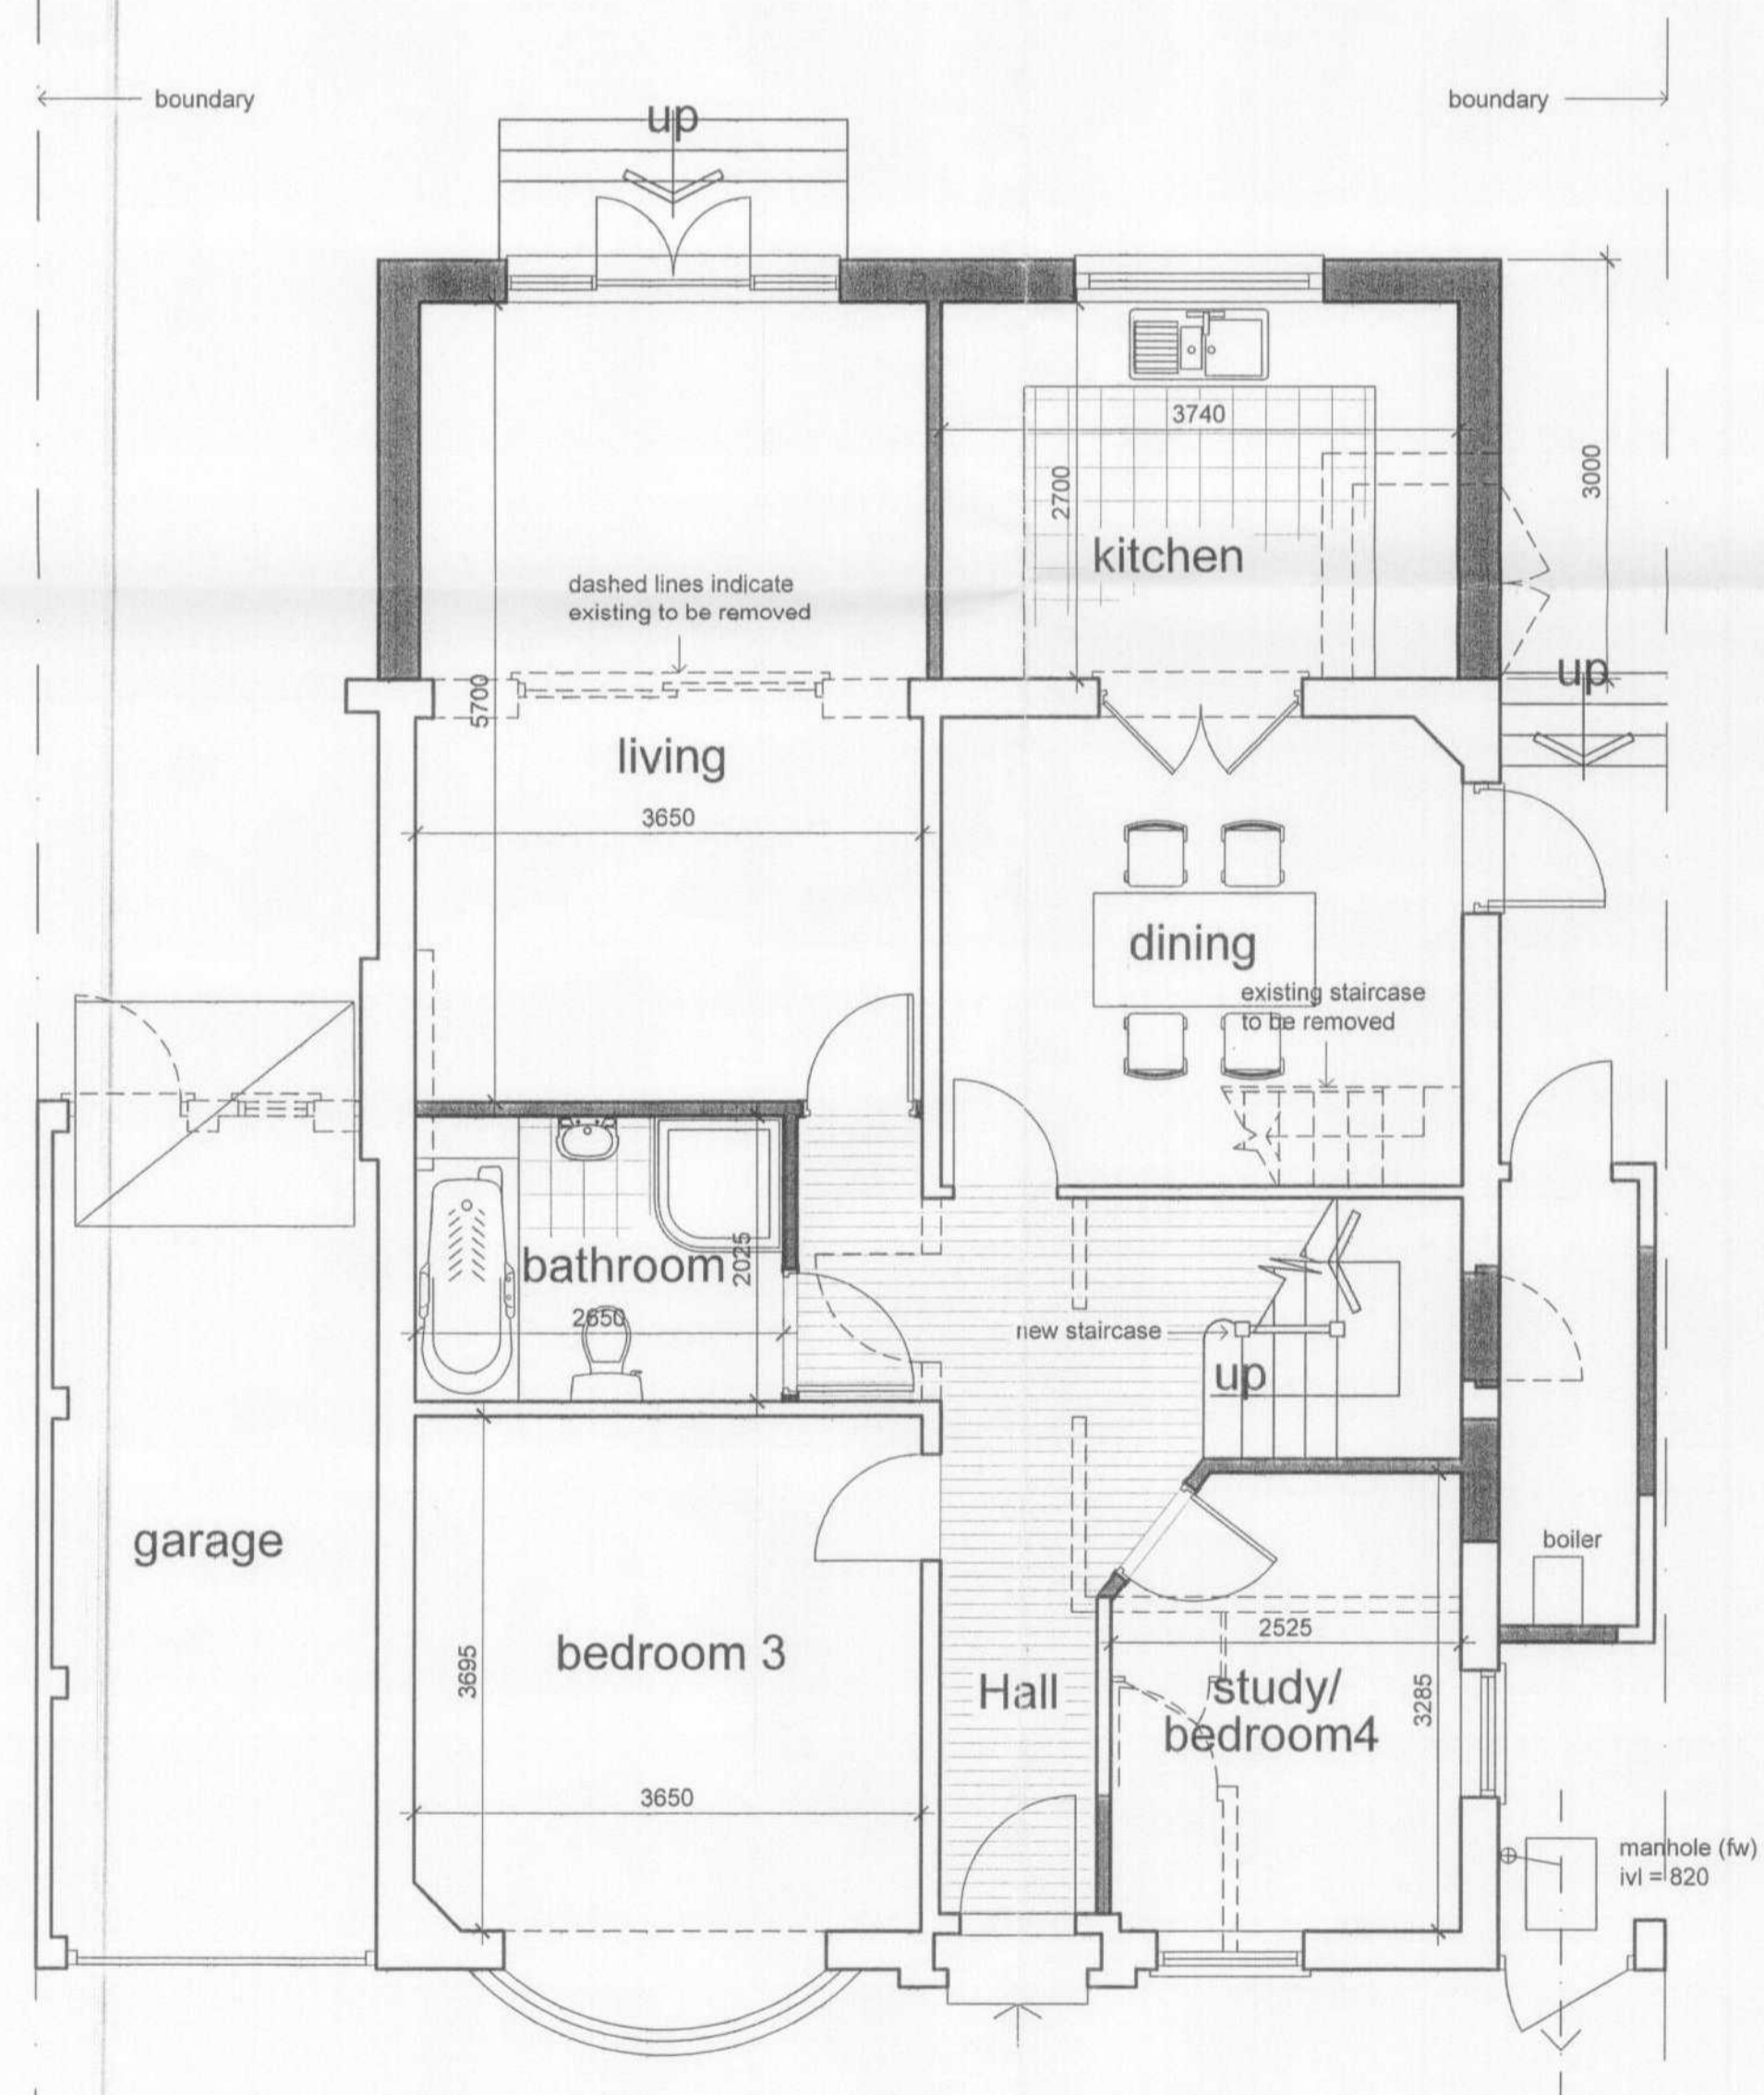 boundary
boundary
up
3740
2700
3000
kitchen
dashed lines indicate
existing to be removed
up
5700
living
3650
dining
existing staircase
to be removed
bathroom
2025
2650
new staircase
up
garage
boiler
bedroom 3
3695
Hall
2525
study/
bedroom4
3285
3650
manhole (fw)
ivl = 820